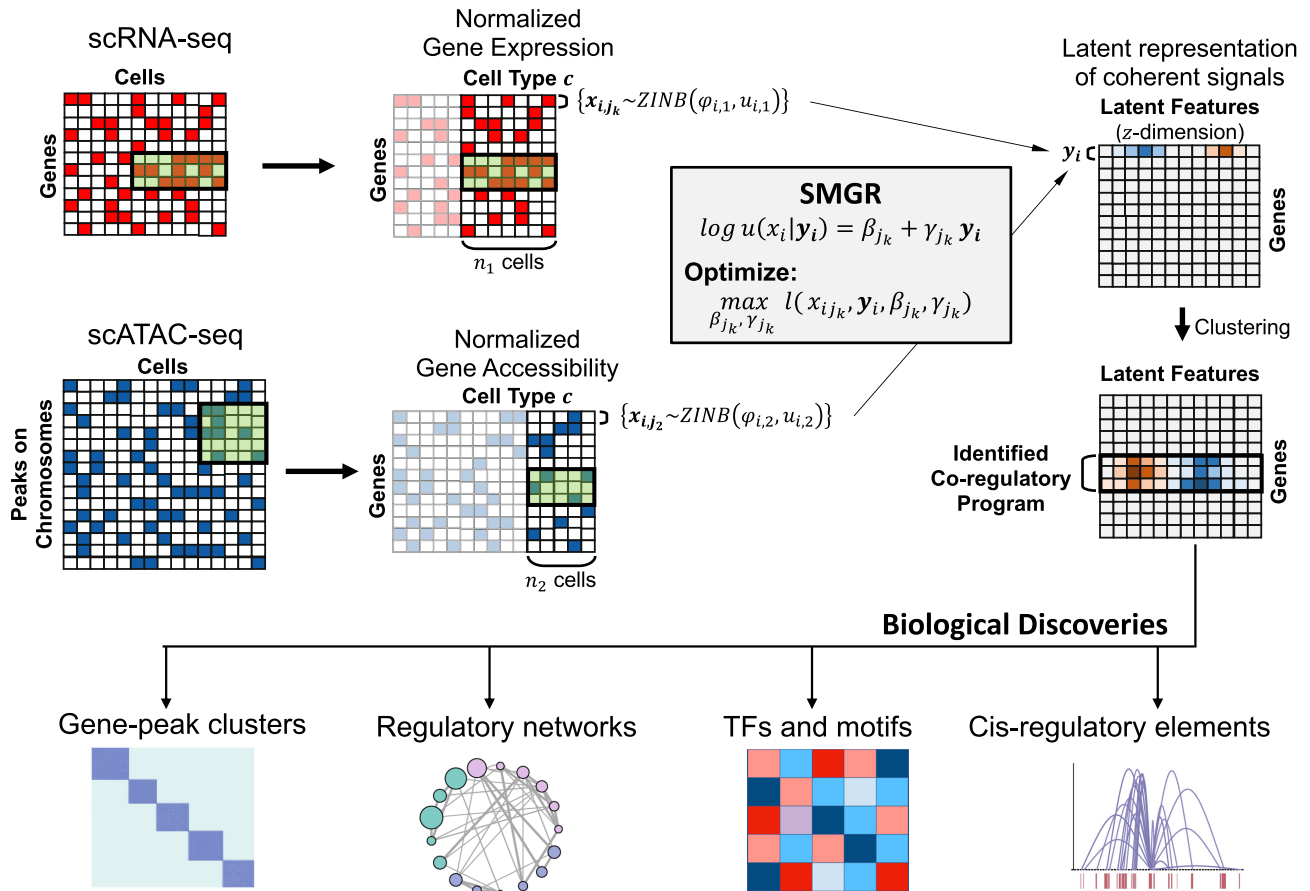 scRNA-seq
Cells
Genes
Normalized
Gene Expression
Cell Type c
{x_{i,j_k}~ZINB(φ_{i,1}, u_{i,1})}
n_1 cells
Latent representation
of coherent signals
Latent Features
(z-dimension)
y_i
Genes
SMGR
log u(x_i|y_i) = β_{j_k} + γ_{j_k} y_i
Optimize:
max l( x_{ij_k}, y_i, β_{j_k}, γ_{j_k})
β_{j_k}, γ_{j_k}
Clustering
scATAC-seq
Cells
Peaks on
Chromosomes
Normalized
Gene Accessibility
Cell Type c
{x_{i,j_2}~ZINB(φ_{i,2}, u_{i,2})}
Genes
n_2 cells
Latent Features
Identified
Co-regulatory
Program
Genes
Biological Discoveries
Gene-peak clusters
Regulatory networks
TFs and motifs
Cis-regulatory elements